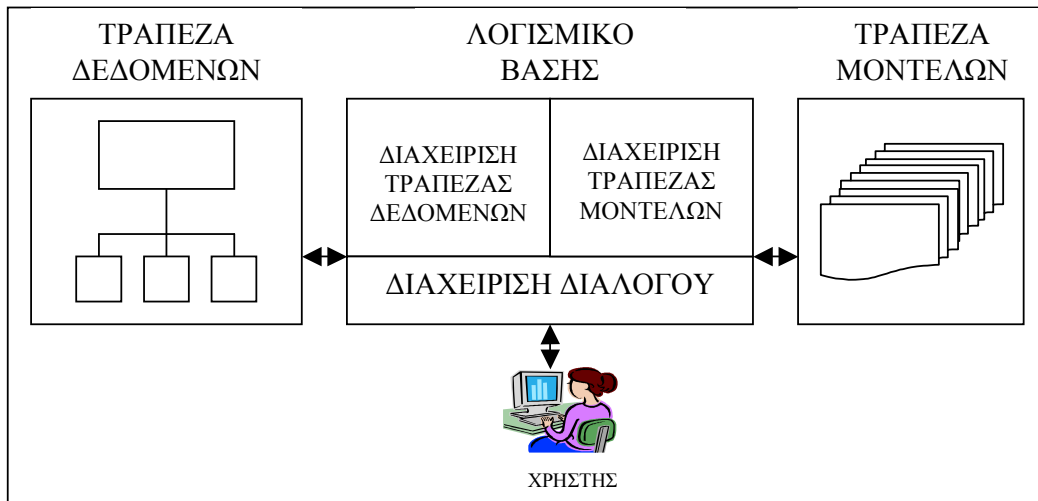 ΤΡΑΠΕΖΑ
ΔΕΔΟΜΕΝΩΝ
ΛΟΓΙΣΜΙΚΟ
ΒΑΣΗΣ
ΤΡΑΠΕΖΑ
ΜΟΝΤΕΛΩΝ
ΔΙΑΧΕΙΡΙΣΗ
ΤΡΑΠΕΖΑΣ
ΔΕΔΟΜΕΝΩΝ
ΔΙΑΧΕΙΡΙΣΗ
ΤΡΑΠΕΖΑΣ
ΜΟΝΤΕΛΩΝ
ΔΙΑΧΕΙΡΙΣΗ ΔΙΑΛΟΓΟΥ
ΧΡΗΣΤΗΣ